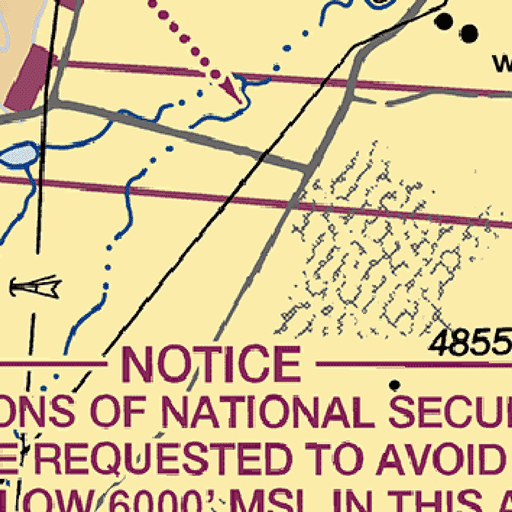 W
4855
NOTICE
ONS OF NATIONAL SECU
E REQUESTED TO AVOID
LOW 6000' MSL IN THIS A